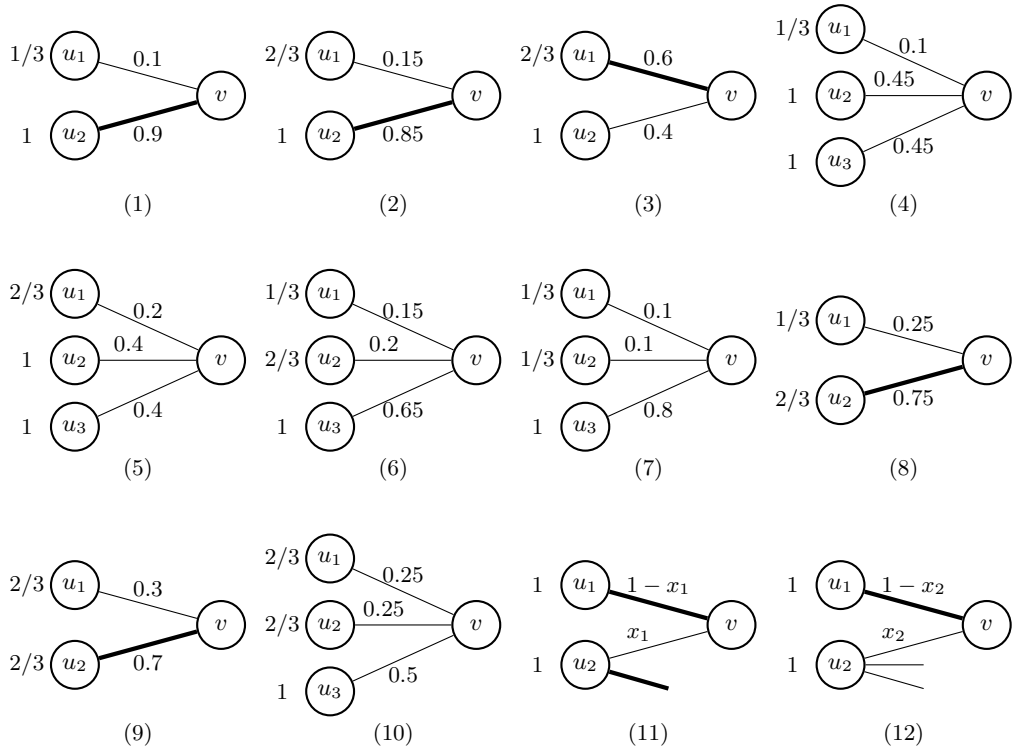 1/3 u₁ 0.1
1 u₂ 0.9 v
(1)
2/3 u₁ 0.15
1 u₂ 0.85 v
(2)
2/3 u₁ 0.6
1 u₂ 0.4 v
(3)
1/3 u₁ 0.1
1 u₂ 0.45 v
1 u₃ 0.45
(4)
2/3 u₁ 0.2
1 u₂ 0.4 v
1 u₃ 0.4
(5)
1/3 u₁ 0.15
2/3 u₂ 0.2 v
1 u₃ 0.65
(6)
1/3 u₁ 0.1
1/3 u₂ 0.1 v
1 u₃ 0.8
(7)
1/3 u₁ 0.25
2/3 u₂ 0.75 v
(8)
2/3 u₁ 0.3
2/3 u₂ 0.7 v
(9)
2/3 u₁ 0.25
2/3 u₂ 0.25 v
1 u₃ 0.5
(10)
1 u₁ 1 − x₁
1 u₂ x₁ v
(11)
1 u₁ 1 − x₂
1 u₂ x₂ v
(12)